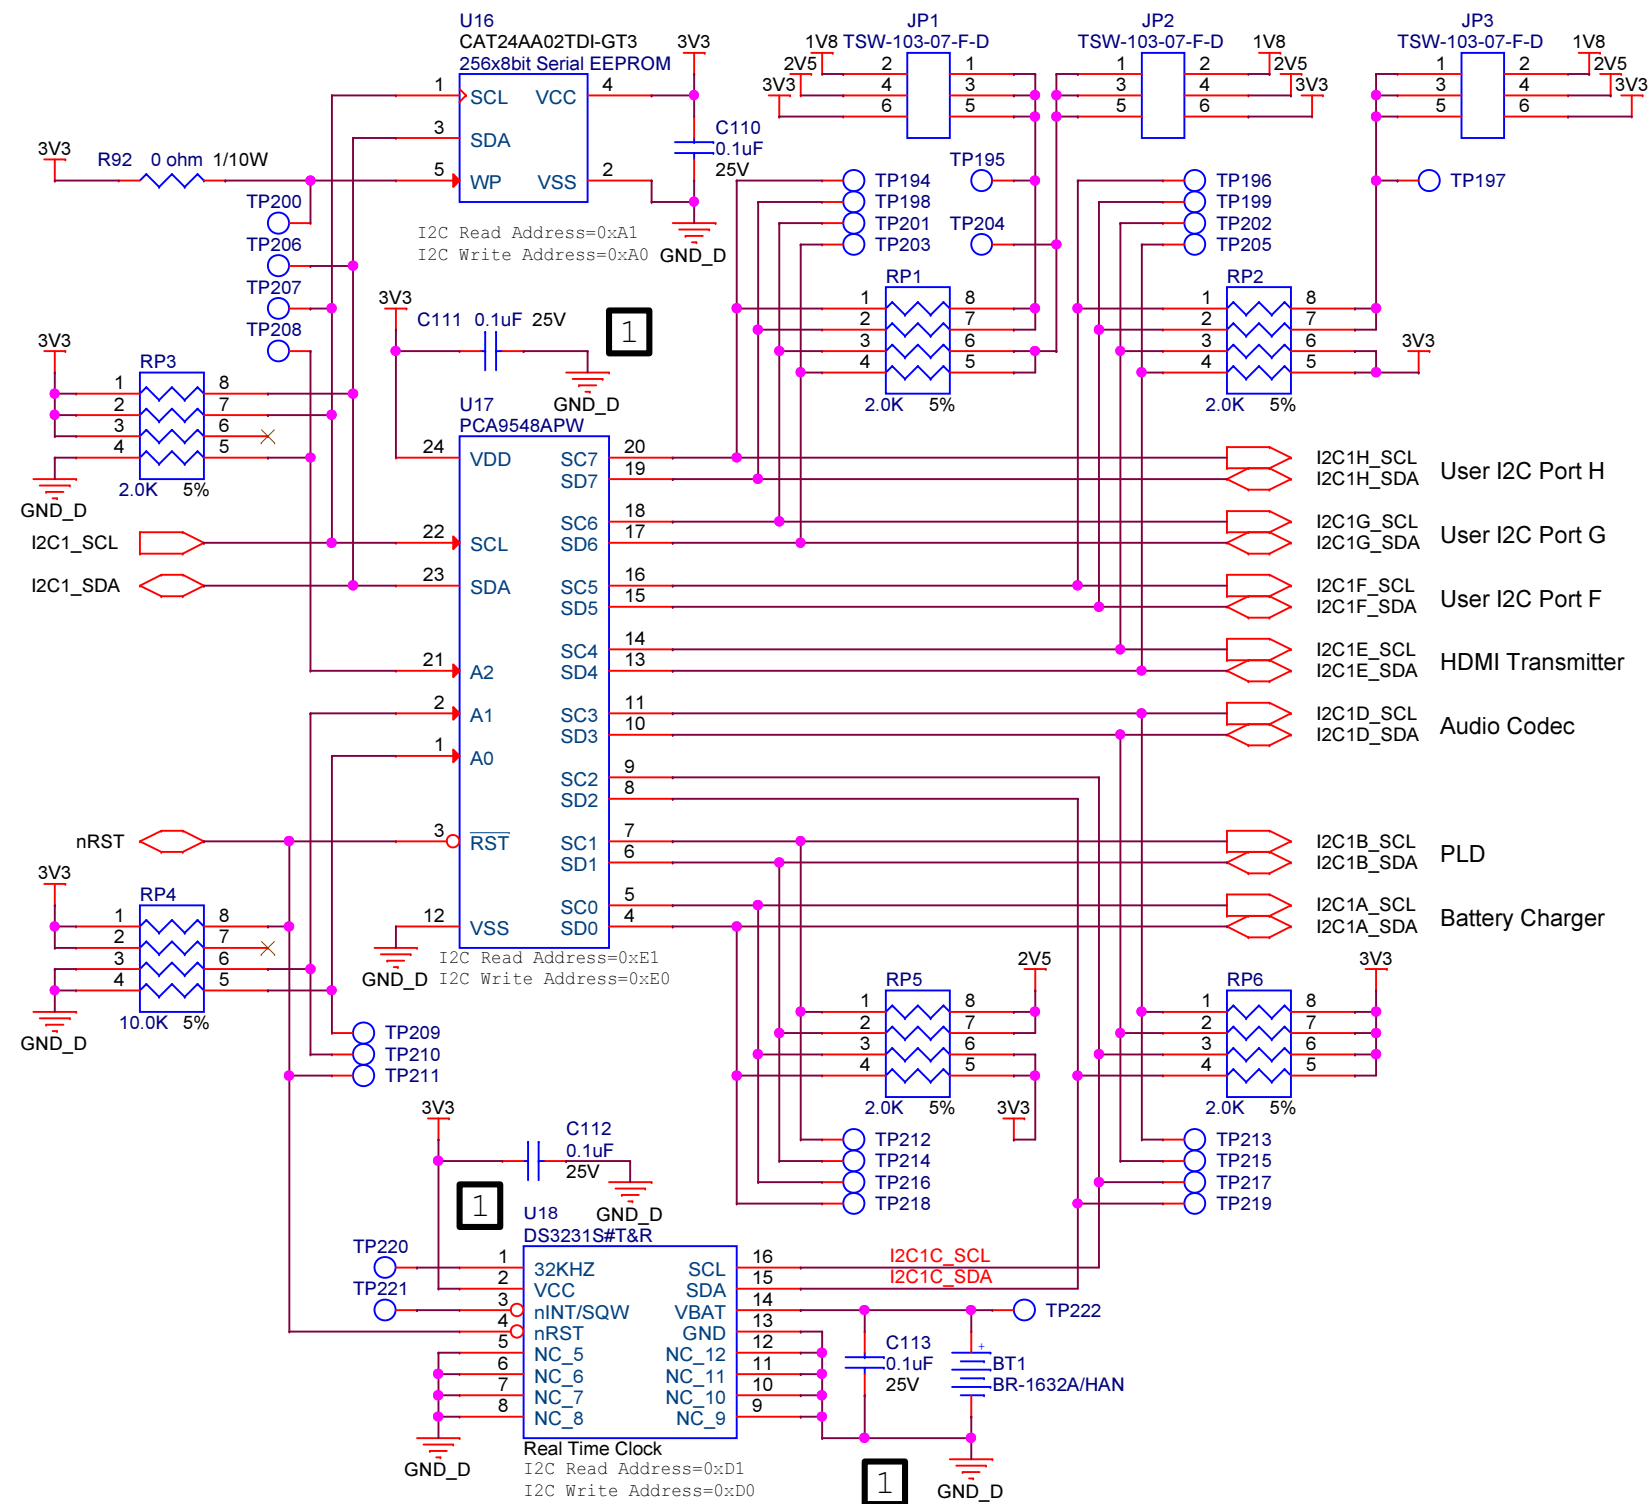 U16
CAT24AA02TDI-GT3
256x8bit Serial EEPROM
1 SCL VCC 4
3 SDA
5 WP VSS 2
I2C Read Address=0xA1
I2C Write Address=0xA0
3V3
C110
0.1uF
25V
GND_D
3V3 R92 0 ohm 1/10W
TP200
TP206
TP207
TP208
JP1
TSW-103-07-F-D
1V8 2 1
2V5 4 3
3V3 6 5
JP2
TSW-103-07-F-D
1 2 1V8
3 4 2V5
5 6 3V3
JP3
TSW-103-07-F-D
1 2 1V8
3 4 2V5
5 6 3V3
TP194
TP198
TP201
TP203
TP195
TP204
TP196
TP199
TP202
TP205
TP197
RP1
1 8
2 7
3 6
4 5
2.0K 5%
RP2
1 8
2 7
3 6
4 5
2.0K 5%
3V3
3V3
C111 0.1uF 25V
GND_D
1
3V3
RP3
1 8
2 7
3 6
4 5
2.0K 5%
GND_D
I2C1_SCL
I2C1_SDA
nRST
U17
PCA9548APW
24 VDD SC7 20
SD7 19
SC6 18
SD6 17
22 SCL
23 SDA SC5 16
SD5 15
SC4 14
21 A2 SD4 13
2 A1 SC3 11
SD3 10
1 A0 SC2 9
SD2 8
3 RST SC1 7
SD1 6
SC0 5
12 VSS SD0 4
GND_D
I2C Read Address=0xE1
I2C Write Address=0xE0
I2C1H_SCL
I2C1H_SDA
User I2C Port H
I2C1G_SCL
I2C1G_SDA
User I2C Port G
I2C1F_SCL
I2C1F_SDA
User I2C Port F
I2C1E_SCL
I2C1E_SDA
HDMI Transmitter
I2C1D_SCL
I2C1D_SDA
Audio Codec
I2C1B_SCL
I2C1B_SDA
PLD
I2C1A_SCL
I2C1A_SDA
Battery Charger
3V3
RP4
1 8
2 7
3 6
4 5
10.0K 5%
GND_D
TP209
TP210
TP211
2V5
RP5
1 8
2 7
3 6
4 5
2.0K 5%
3V3
3V3
RP6
1 8
2 7
3 6
4 5
2.0K 5%
TP212
TP214
TP216
TP218
TP213
TP215
TP217
TP219
3V3
C112
0.1uF
25V
GND_D
1
U18
DS3231S#T&R
TP220
TP221
1 32KHZ SCL 16 I2C1C_SCL
2 VCC SDA 15 I2C1C_SDA
3 nINT/SQW VBAT 14
4 nRST GND 13
5 NC_5 NC_12 12
6 NC_6 NC_11 11
7 NC_7 NC_10 10
8 NC_8 NC_9 9
GND_D
Real Time Clock
I2C Read Address=0xD1
I2C Write Address=0xD0
TP222
C113
0.1uF
25V
+
BT1
BR-1632A/HAN
1
GND_D